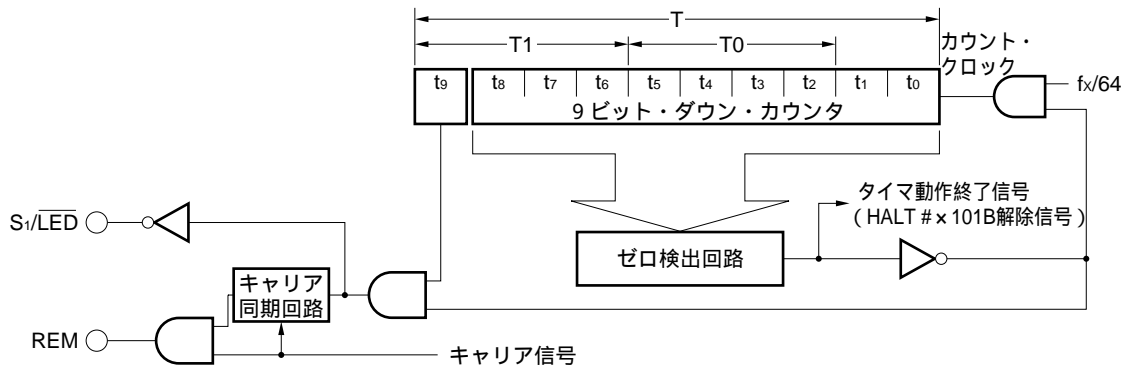 T
T1
T0
カウント・
クロック
t9 t8 t7 t6 t5 t4 t3 t2 t1 t0
fX/64
9 ビット・ダウン・カウンタ
タイマ動作終了信号
( HALT #×101B解除信号 )
S1/LED
ゼロ検出回路
キャリア
同期回路
REM
キャリア信号